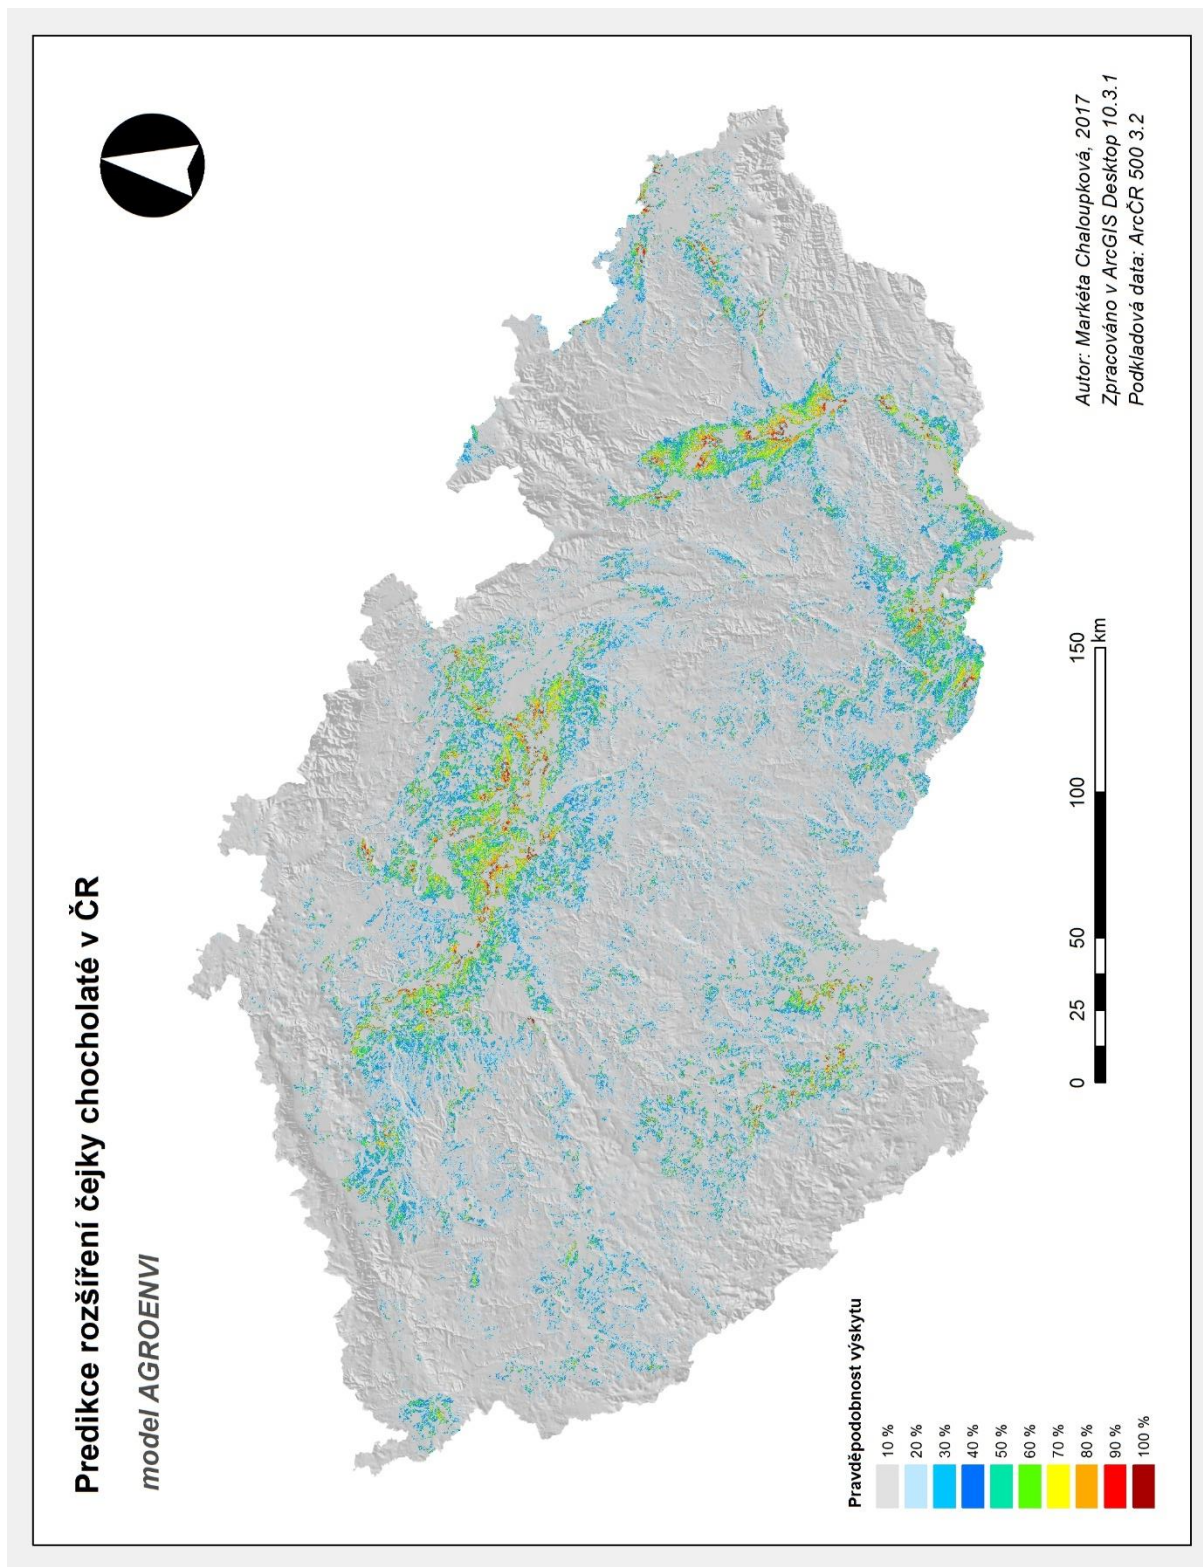 Predikce rozšíření čejky chocholaté v ČR
model AGROENVI
Pravděpodobnost výskytu
10 %
20 %
30 %
40 %
50 %
60 %
70 %
80 %
90 %
100 %
0 25 50 100 150
km
Autor: Markéta Chaloupková, 2017
Zpracováno v ArcGIS Desktop 10.3.1
Podkladová data: ArcČR 500 3.2